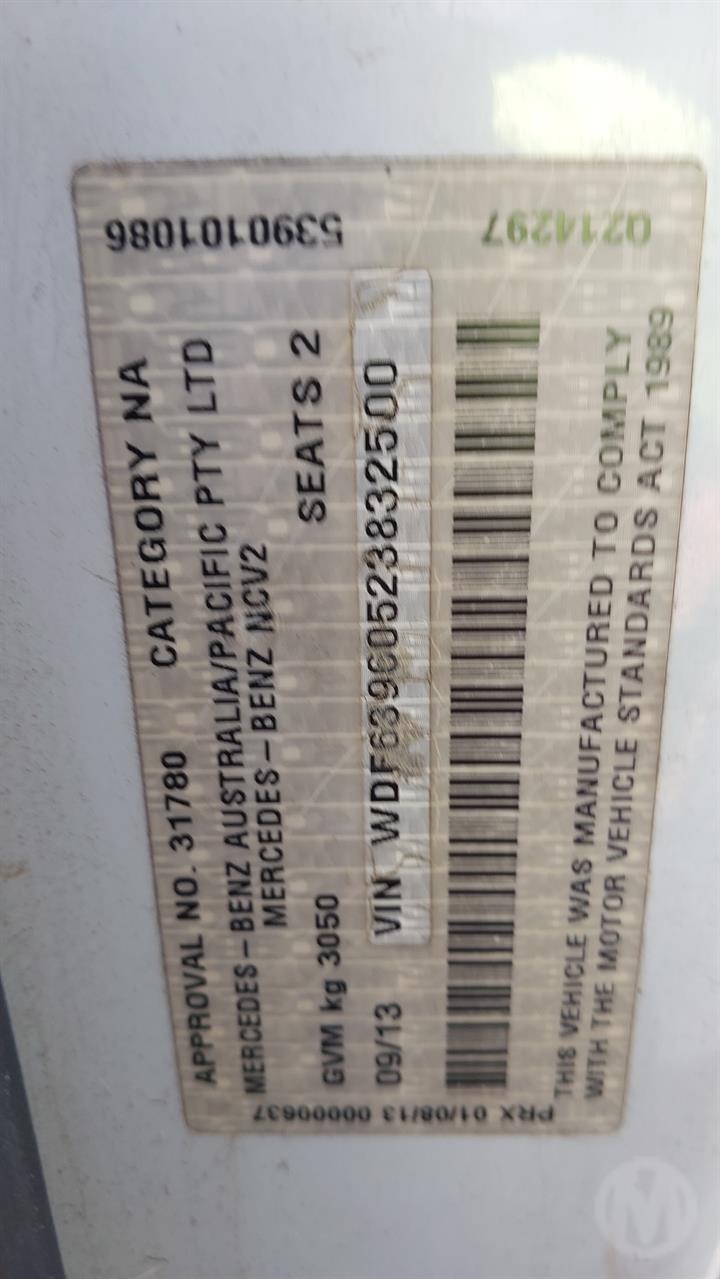 APPROVAL NO. 31780 CATEGORY NA
MERCEDES-BENZ AUSTRALIA/PACIFIC PTY LTD
MERCEDES-BENZ NCV2
GVM kg 3050 SEATS 2
09/13 VIN WDF63960523832500
THIS VEHICLE WAS MANUFACTURED TO COMPLY
WITH THE MOTOR VEHICLE STANDARDS ACT 1989
PRX 01/08/13 00000637
5390101086
Q214297
M